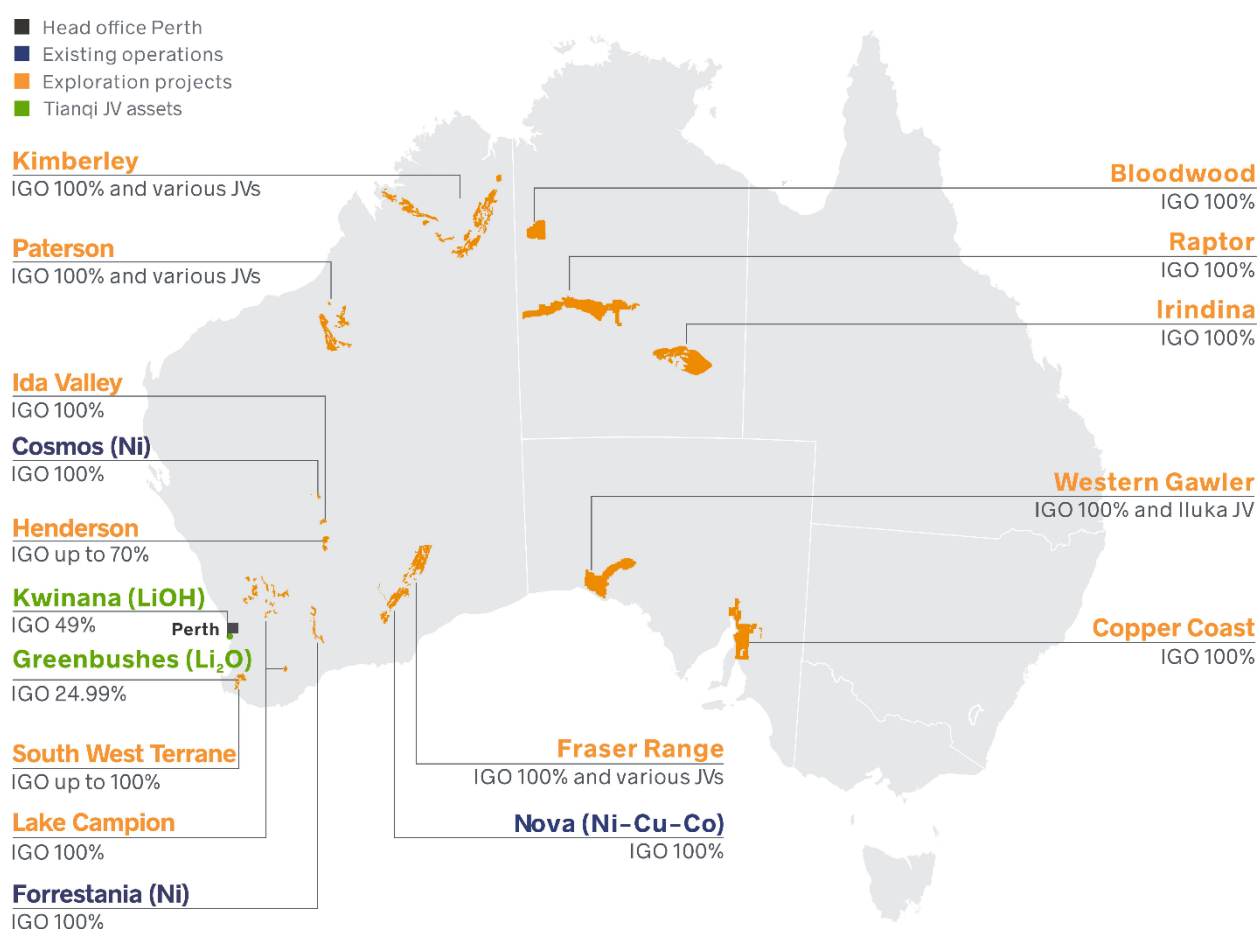 Head office Perth
Existing operations
Exploration projects
Tianqi JV assets
Kimberley
IGO 100% and various JVs
Paterson
IGO 100% and various JVs
Ida Valley
IGO 100%
Cosmos (Ni)
IGO 100%
Henderson
IGO up to 70%
Kwinana (LiOH)
IGO 49%
Perth
Greenbushes (Li₂O)
IGO 24.99%
South West Terrane
IGO up to 100%
Lake Campion
IGO 100%
Forrestania (Ni)
IGO 100%
Fraser Range
IGO 100% and various JVs
Nova (Ni-Cu-Co)
IGO 100%
Bloodwood
IGO 100%
Raptor
IGO 100%
Irindina
IGO 100%
Western Gawler
IGO 100% and Iluka JV
Copper Coast
IGO 100%